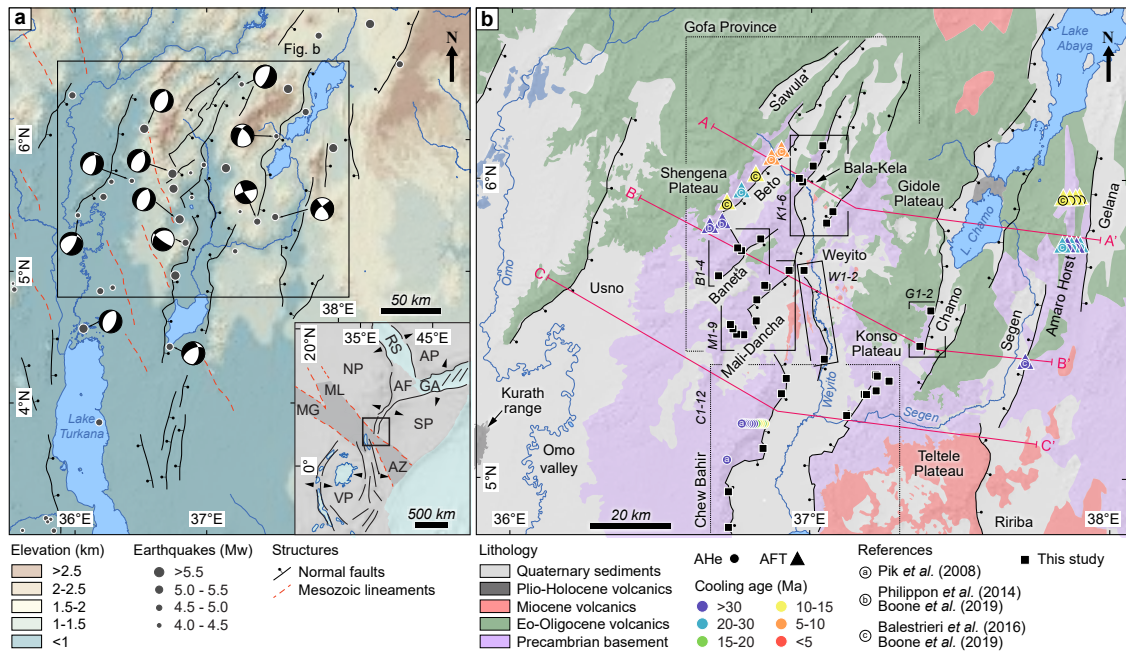 a
Fig. b
N
6°N
5°N
4°N
38°E
50 km
Lake
Turkana
36°E
37°E
20°N
35°E
45°E
RS
NP
AP
ML
AF
GA
MG
SP
AZ
0°
VP
500 km
b
Gofa Province
Lake
Abaya
N
Sawula
A
6°N
Shengena
Plateau
Beto
Bala-Kela
K1-6
Gidole
Plateau
Gelana
B
Omo
Chamo
A'
C
Usno
B1-4
Baneta
Weyito
W1-2
G1-2
Chamo
Segen
Amaro Horst
M1-9
Mali-Dancha
Konso
Plateau
B'
Kurath
range
C1-12
Weyito
Segen
C'
Omo
valley
Chew Bahir
Teltele
Plateau
5°N
36°E
20 km
37°E
Ririba
38°E
Elevation (km)
>2.5
2-2.5
1.5-2
1-1.5
<1
Earthquakes (Mw)
>5.5
5.0 - 5.5
4.5 - 5.0
4.0 - 4.5
Structures
Normal faults
Mesozoic lineaments
Lithology
Quaternary sediments
Plio-Holocene volcanics
Miocene volcanics
Eo-Oligocene volcanics
Precambrian basement
AHe
AFT
Cooling age (Ma)
>30
20-30
15-20
10-15
5-10
<5
References
a Pik et al. (2008)
b Philippon et al. (2014)
Boone et al. (2019)
c Balestrieri et al. (2016)
Boone et al. (2019)
This study